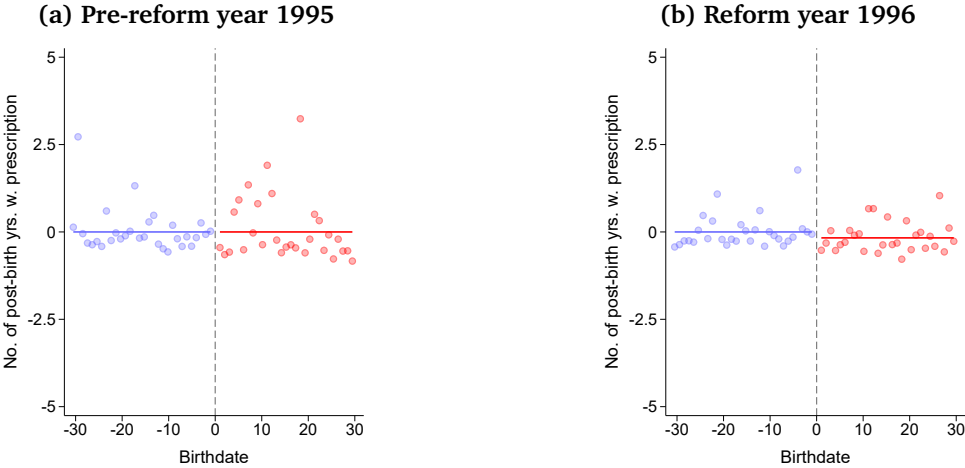 (a) Pre-reform year 1995
No. of post-birth yrs. w. prescription
5
2.5
0
-2.5
-5
-30 -20 -10 0 10 20 30
Birthdate
(b) Reform year 1996
No. of post-birth yrs. w. prescription
5
2.5
0
-2.5
-5
-30 -20 -10 0 10 20 30
Birthdate